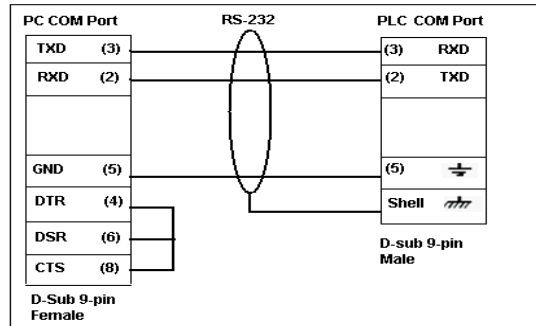 PC COM Port RS-232 PLC COM Port
TXD (3) (3) RXD
RXD (2) (2) TXD
GND (5) (5)
DTR (4) Shell
DSR (6)
CTS (8)
D-Sub 9-pin
Female
D-sub 9-pin
Male